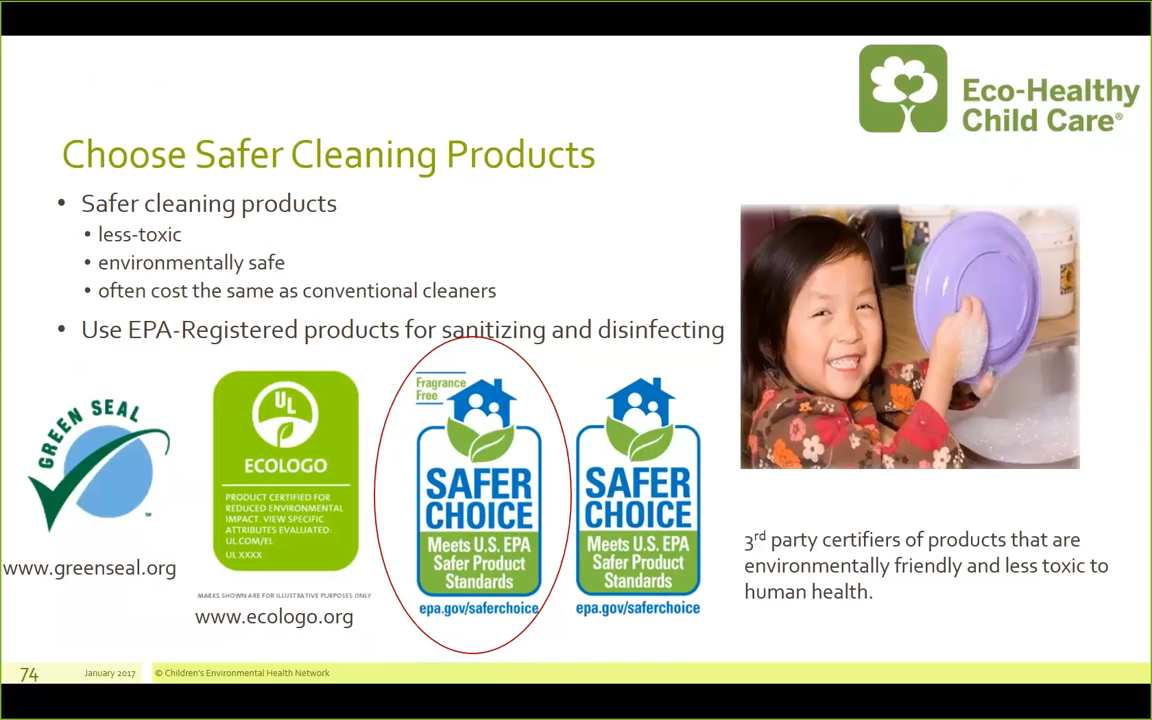 Eco-Healthy
Child Care®
Choose Safer Cleaning Products
• Safer cleaning products
• less-toxic
• environmentally safe
• often cost the same as conventional cleaners
• Use EPA-Registered products for sanitizing and disinfecting
GREEN SEAL
SM
www.greenseal.org
UL
ECOLOGO
PRODUCT CERTIFIED FOR
REDUCED ENVIRONMENTAL
IMPACT. VIEW SPECIFIC
ATTRIBUTES EVALUATED:
UL.COM/EL
UL XXXX
MARKS SHOWN ARE FOR ILLUSTRATIVE PURPOSES ONLY
www.ecologo.org
Fragrance
Free
SAFER
CHOICE
Meets U.S. EPA
Safer Product
Standards
epa.gov/saferchoice
SAFER
CHOICE
Meets U.S. EPA
Safer Product
Standards
epa.gov/saferchoice
3rd party certifiers of products that are
environmentally friendly and less toxic to
human health.
74
January 2017
© Children's Environmental Health Network